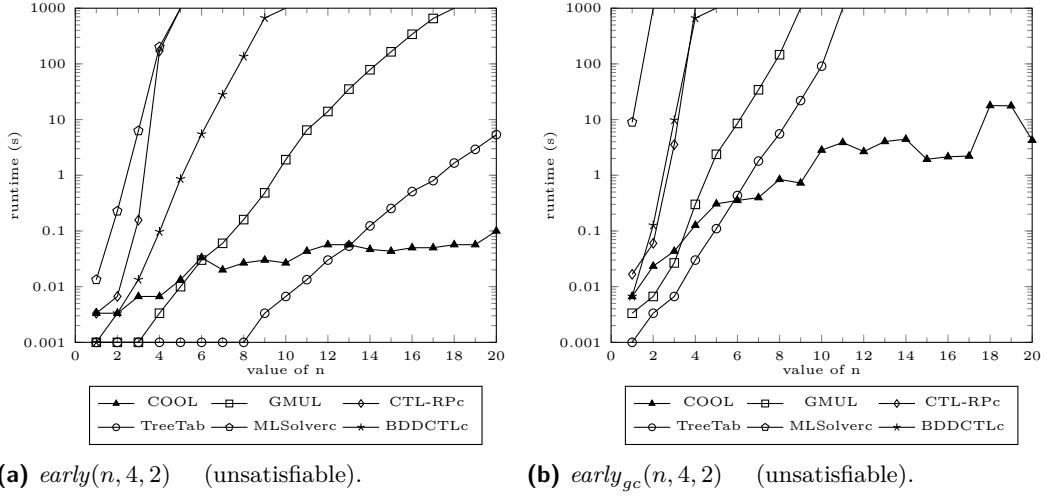 1000
100
10
1
0.1
0.01
0.001
runtime (s)
0 2 4 6 8 10 12 14 16 18 20
value of n
COOL GMUL CTL-RPc
TreeTab MLSolverc BDDCTLc
(a) early(n, 4, 2) (unsatisfiable).
1000
100
10
1
0.1
0.01
0.001
runtime (s)
0 2 4 6 8 10 12 14 16 18 20
value of n
COOL GMUL CTL-RPc
TreeTab MLSolverc BDDCTLc
(b) early_gc(n, 4, 2) (unsatisfiable).